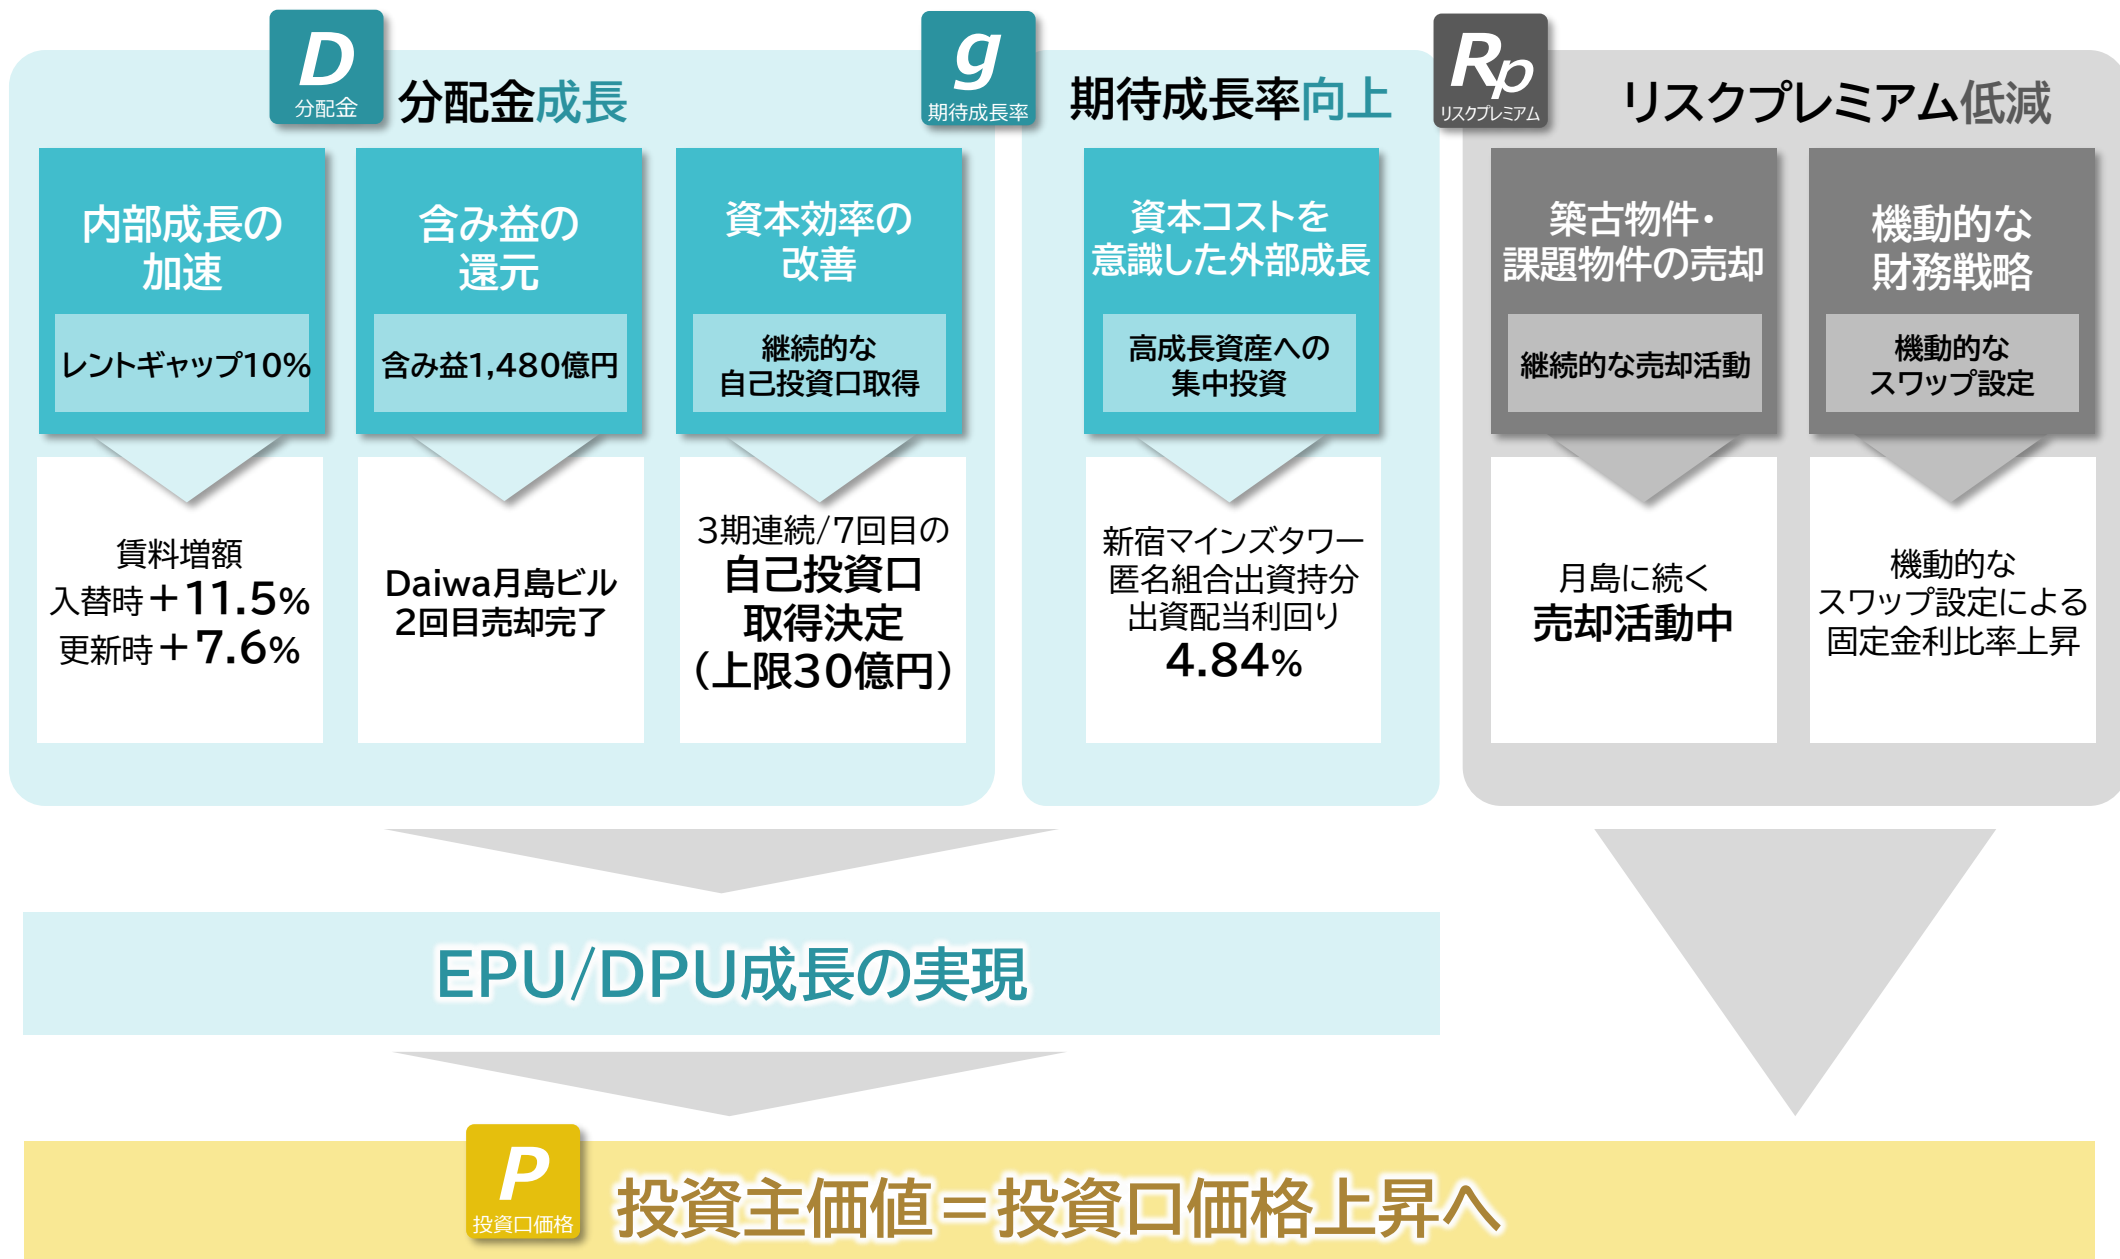 D
分配金
分配金成長
内部成長の
加速
レントギャップ10%
賃料増額
入替時＋11.5%
更新時＋7.6%
含み益の
還元
含み益1,480億円
Daiwa月島ビル
2回目売却完了
資本効率の
改善
継続的な
自己投資口取得
3期連続/7回目の
自己投資口
取得決定
（上限30億円）
g
期待成長率
期待成長率向上
資本コストを
意識した外部成長
高成長資産への
集中投資
新宿マインズタワー
匿名組合出資持分
出資配当利回り
4.84%
Rp
リスクプレミアム
リスクプレミアム低減
築古物件・
課題物件の売却
継続的な売却活動
月島に続く
売却活動中
機動的な
財務戦略
機動的な
スワップ設定
機動的な
スワップ設定による
固定金利比率上昇
EPU/DPU成長の実現
P
投資口価格
投資主価値＝投資口価格上昇へ